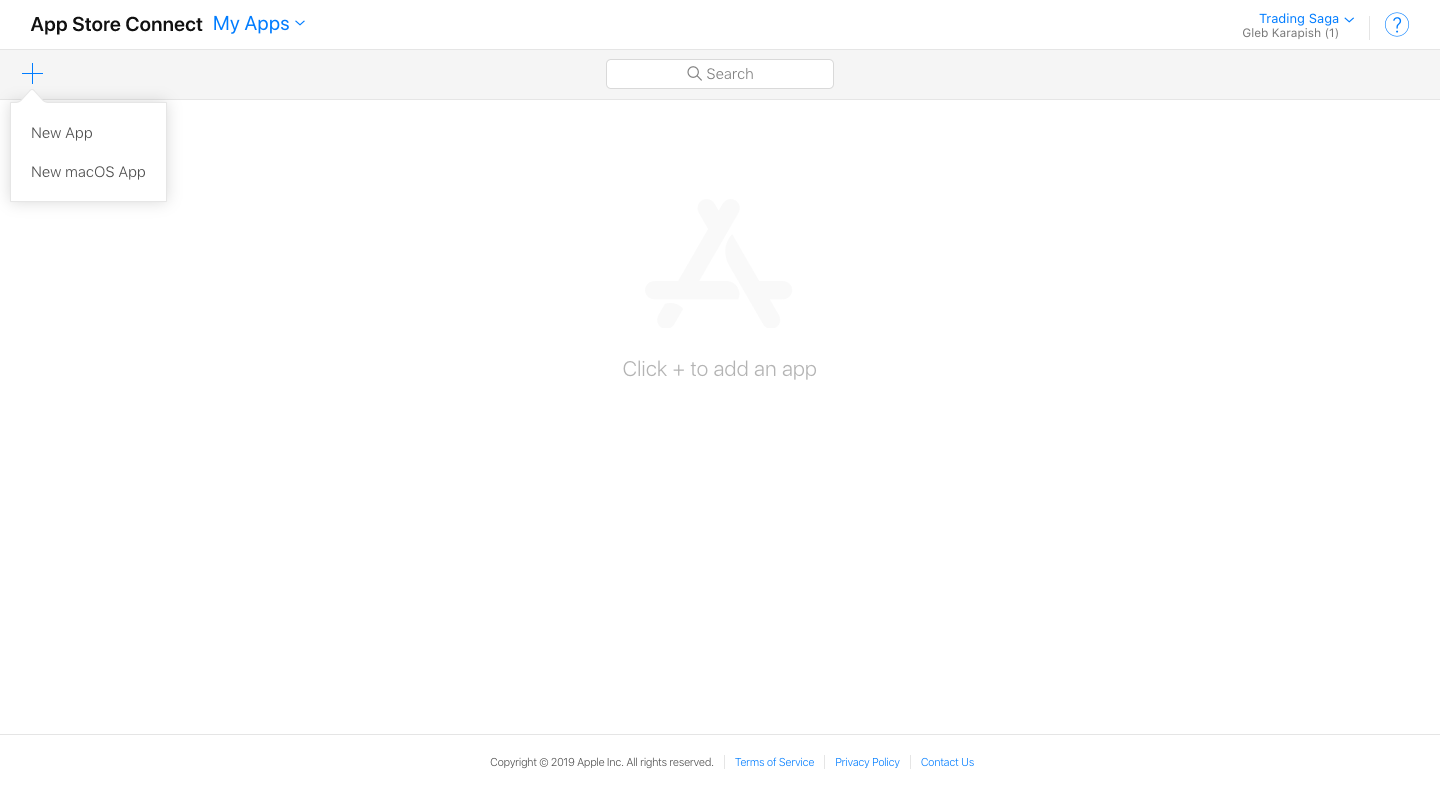 App Store Connect My Apps
Trading Saga
Gleb Karapish (1)
?
Search
New App
New macOS App
Click + to add an app
Copyright © 2019 Apple Inc. All rights reserved. Terms of Service Privacy Policy Contact Us